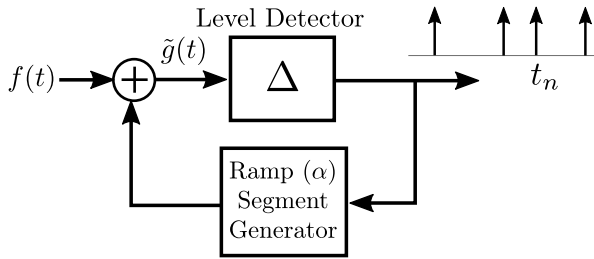 Level Detector
f(t)
+
g̃(t)
Δ
t_n
Ramp (α)
Segment
Generator